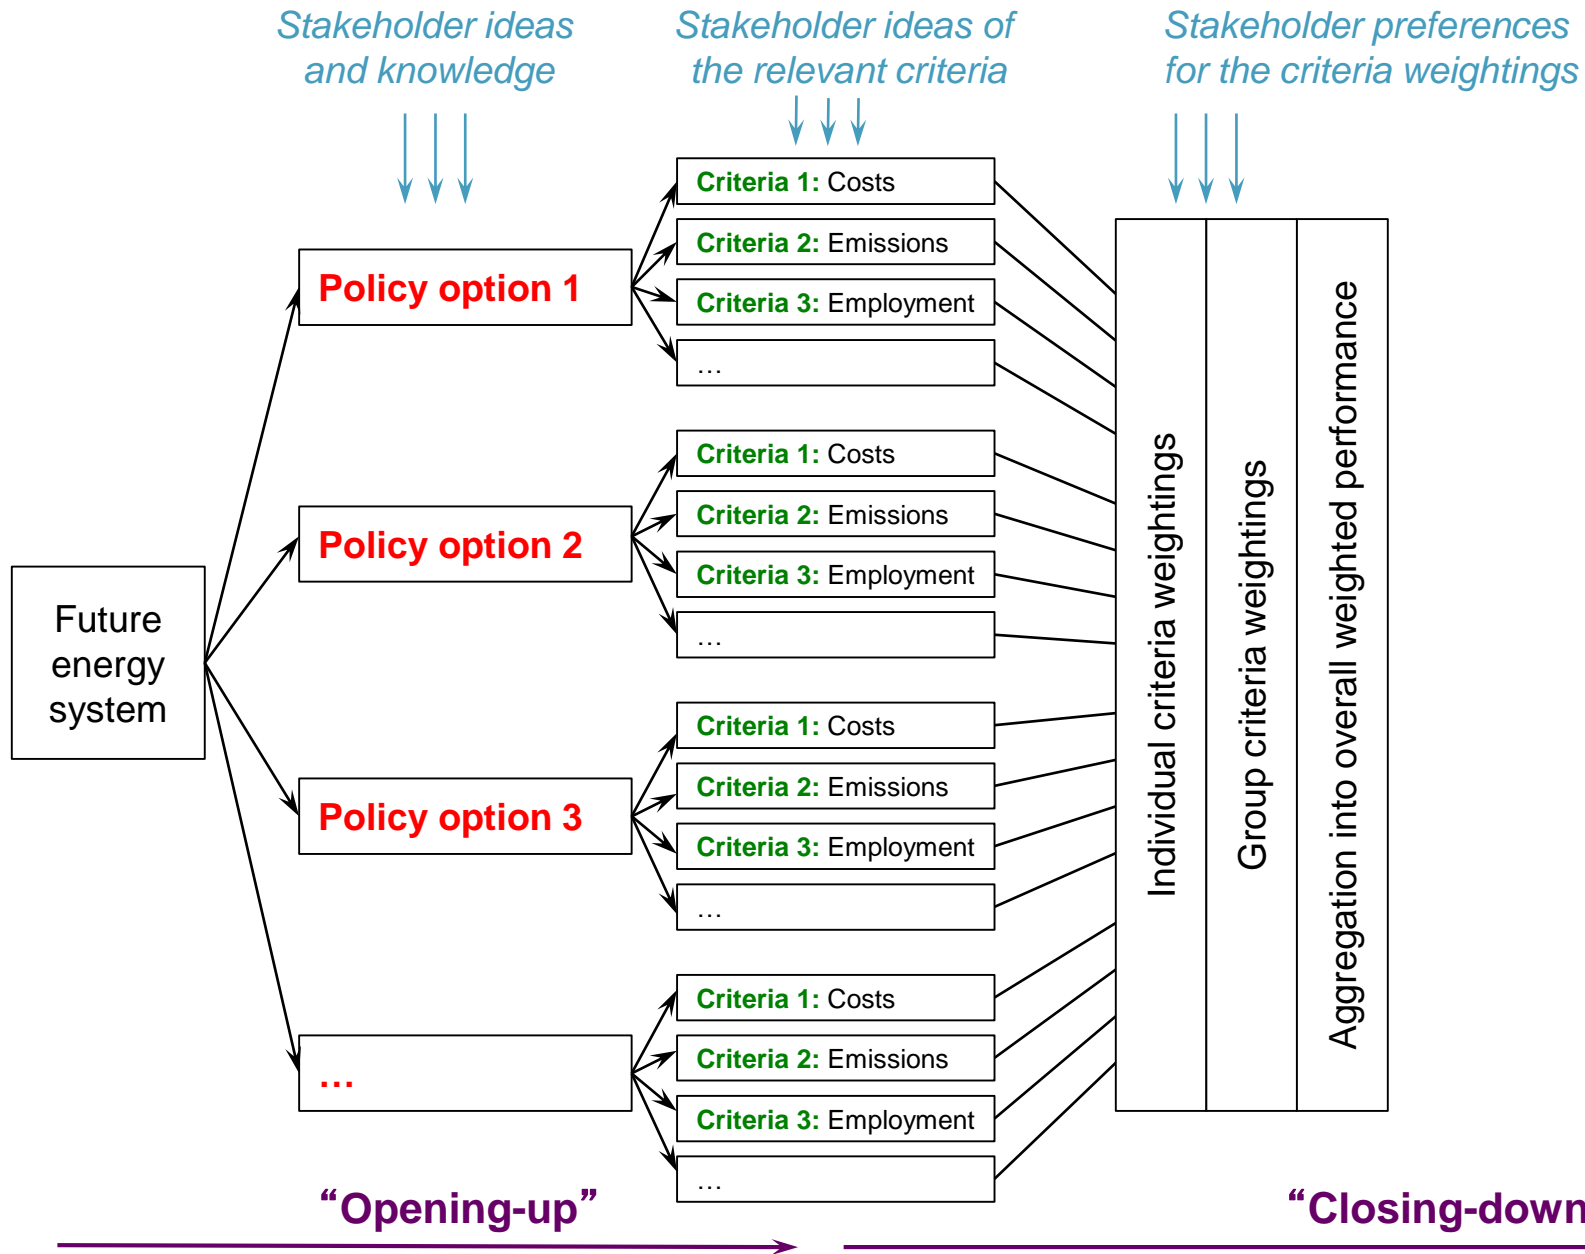 Stakeholder ideas
and knowledge
Stakeholder ideas of
the relevant criteria
Stakeholder preferences
for the criteria weightings
Future
energy
system
Policy option 1
Criteria 1: Costs
Criteria 2: Emissions
Criteria 3: Employment
…
Policy option 2
Criteria 1: Costs
Criteria 2: Emissions
Criteria 3: Employment
…
Policy option 3
Criteria 1: Costs
Criteria 2: Emissions
Criteria 3: Employment
…
…
Criteria 1: Costs
Criteria 2: Emissions
Criteria 3: Employment
…
Individual criteria weightings
Group criteria weightings
Aggregation into overall weighted performance
“Opening-up”
“Closing-down